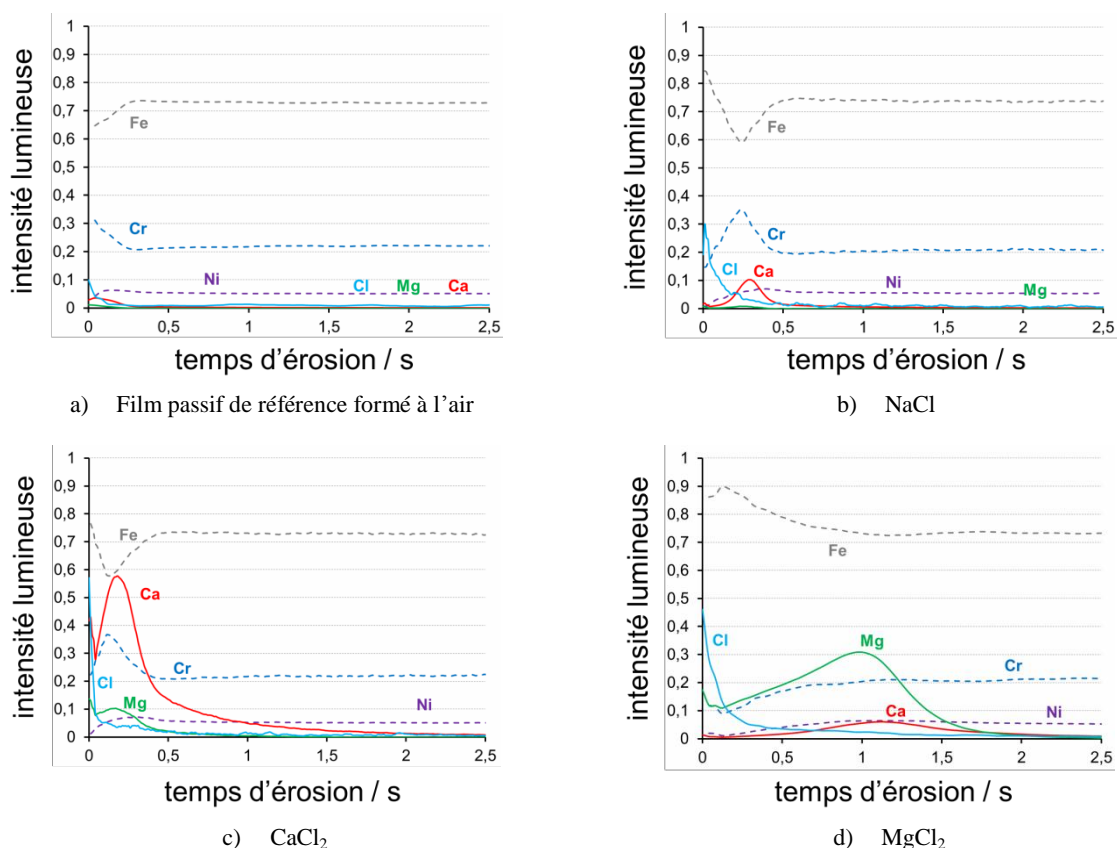 1
0,9
0,8
0,7
0,6
0,5
0,4
0,3
0,2
0,1
0
intensité lumineuse
Fe
Cr
Ni
Cl
Mg
Ca
0
0,5
1
1,5
2
2,5
temps d'érosion / s
a) Film passif de référence formé à l'air
1
0,9
0,8
0,7
0,6
0,5
0,4
0,3
0,2
0,1
0
intensité lumineuse
Fe
Cr
Cl
Ca
Ni
Mg
0
0,5
1
1,5
2
2,5
temps d'érosion / s
b) NaCl
1
0,9
0,8
0,7
0,6
0,5
0,4
0,3
0,2
0,1
0
intensité lumineuse
Fe
Ca
Cr
Cl
Mg
Ni
0
0,5
1
1,5
2
2,5
temps d'érosion / s
c) CaCl₂
1
0,9
0,8
0,7
0,6
0,5
0,4
0,3
0,2
0,1
0
intensité lumineuse
Fe
Cl
Mg
Cr
Ca
Ni
0
0,5
1
1,5
2
2,5
temps d'érosion / s
d) MgCl₂